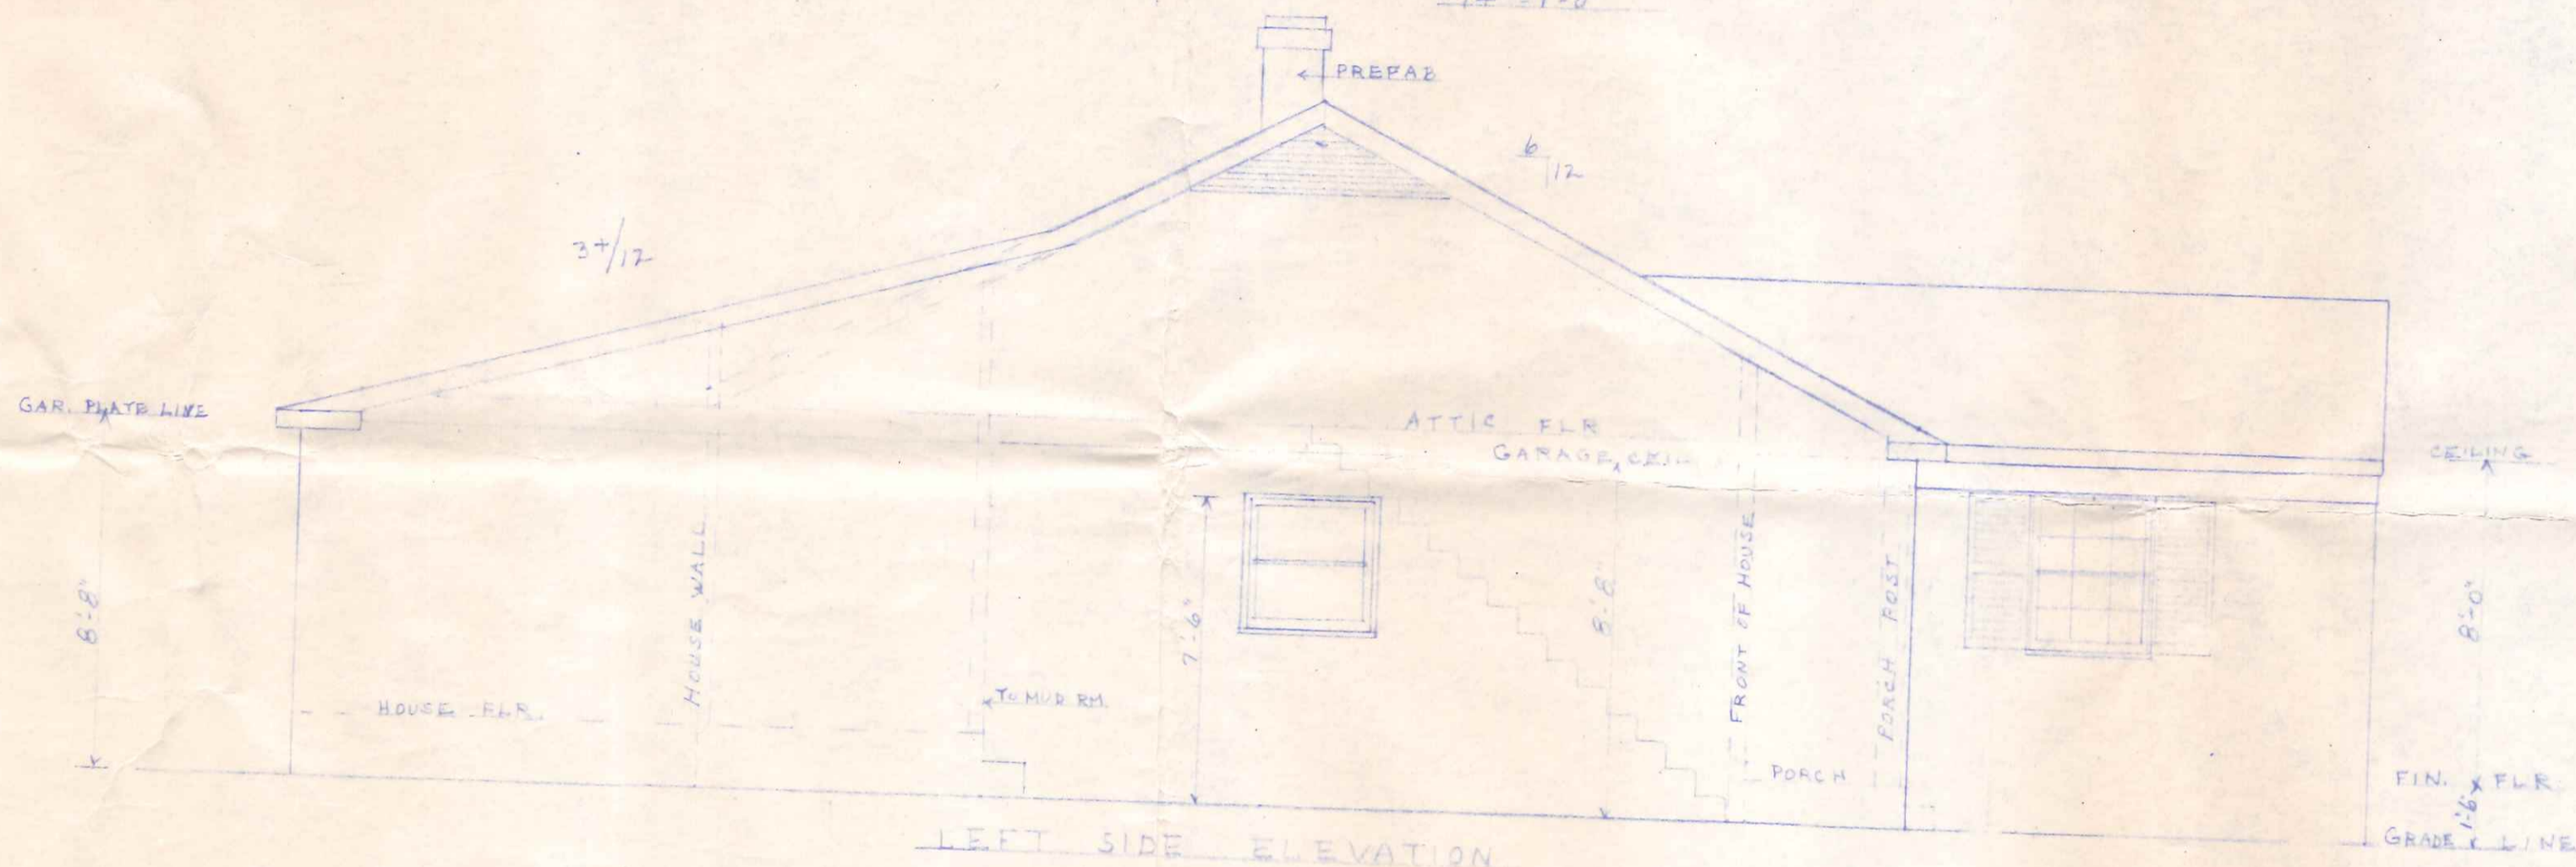 PREFAB
6/12
3+/12
GAR. PLATE LINE
ATTIC FLR
GARAGE CEIL
CEILING
8'-8"
HOUSE WALL
7'-6"
8'-8"
FRONT OF HOUSE
PORCH POST
8'-0"
HOUSE FLR.
TO MUD RM.
PORCH
FIN. FLR
1'-6"
GRADE LINE
LEFT SIDE ELEVATION